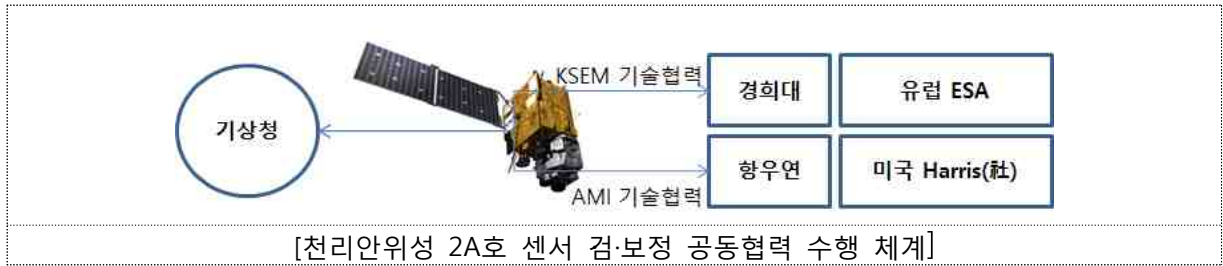 KSEM 기술협력
경희대
유럽 ESA
기상청
항우연
미국 Harris(社)
AMI 기술협력
[천리안위성 2A호 센서 검·보정 공동협력 수행 체계]